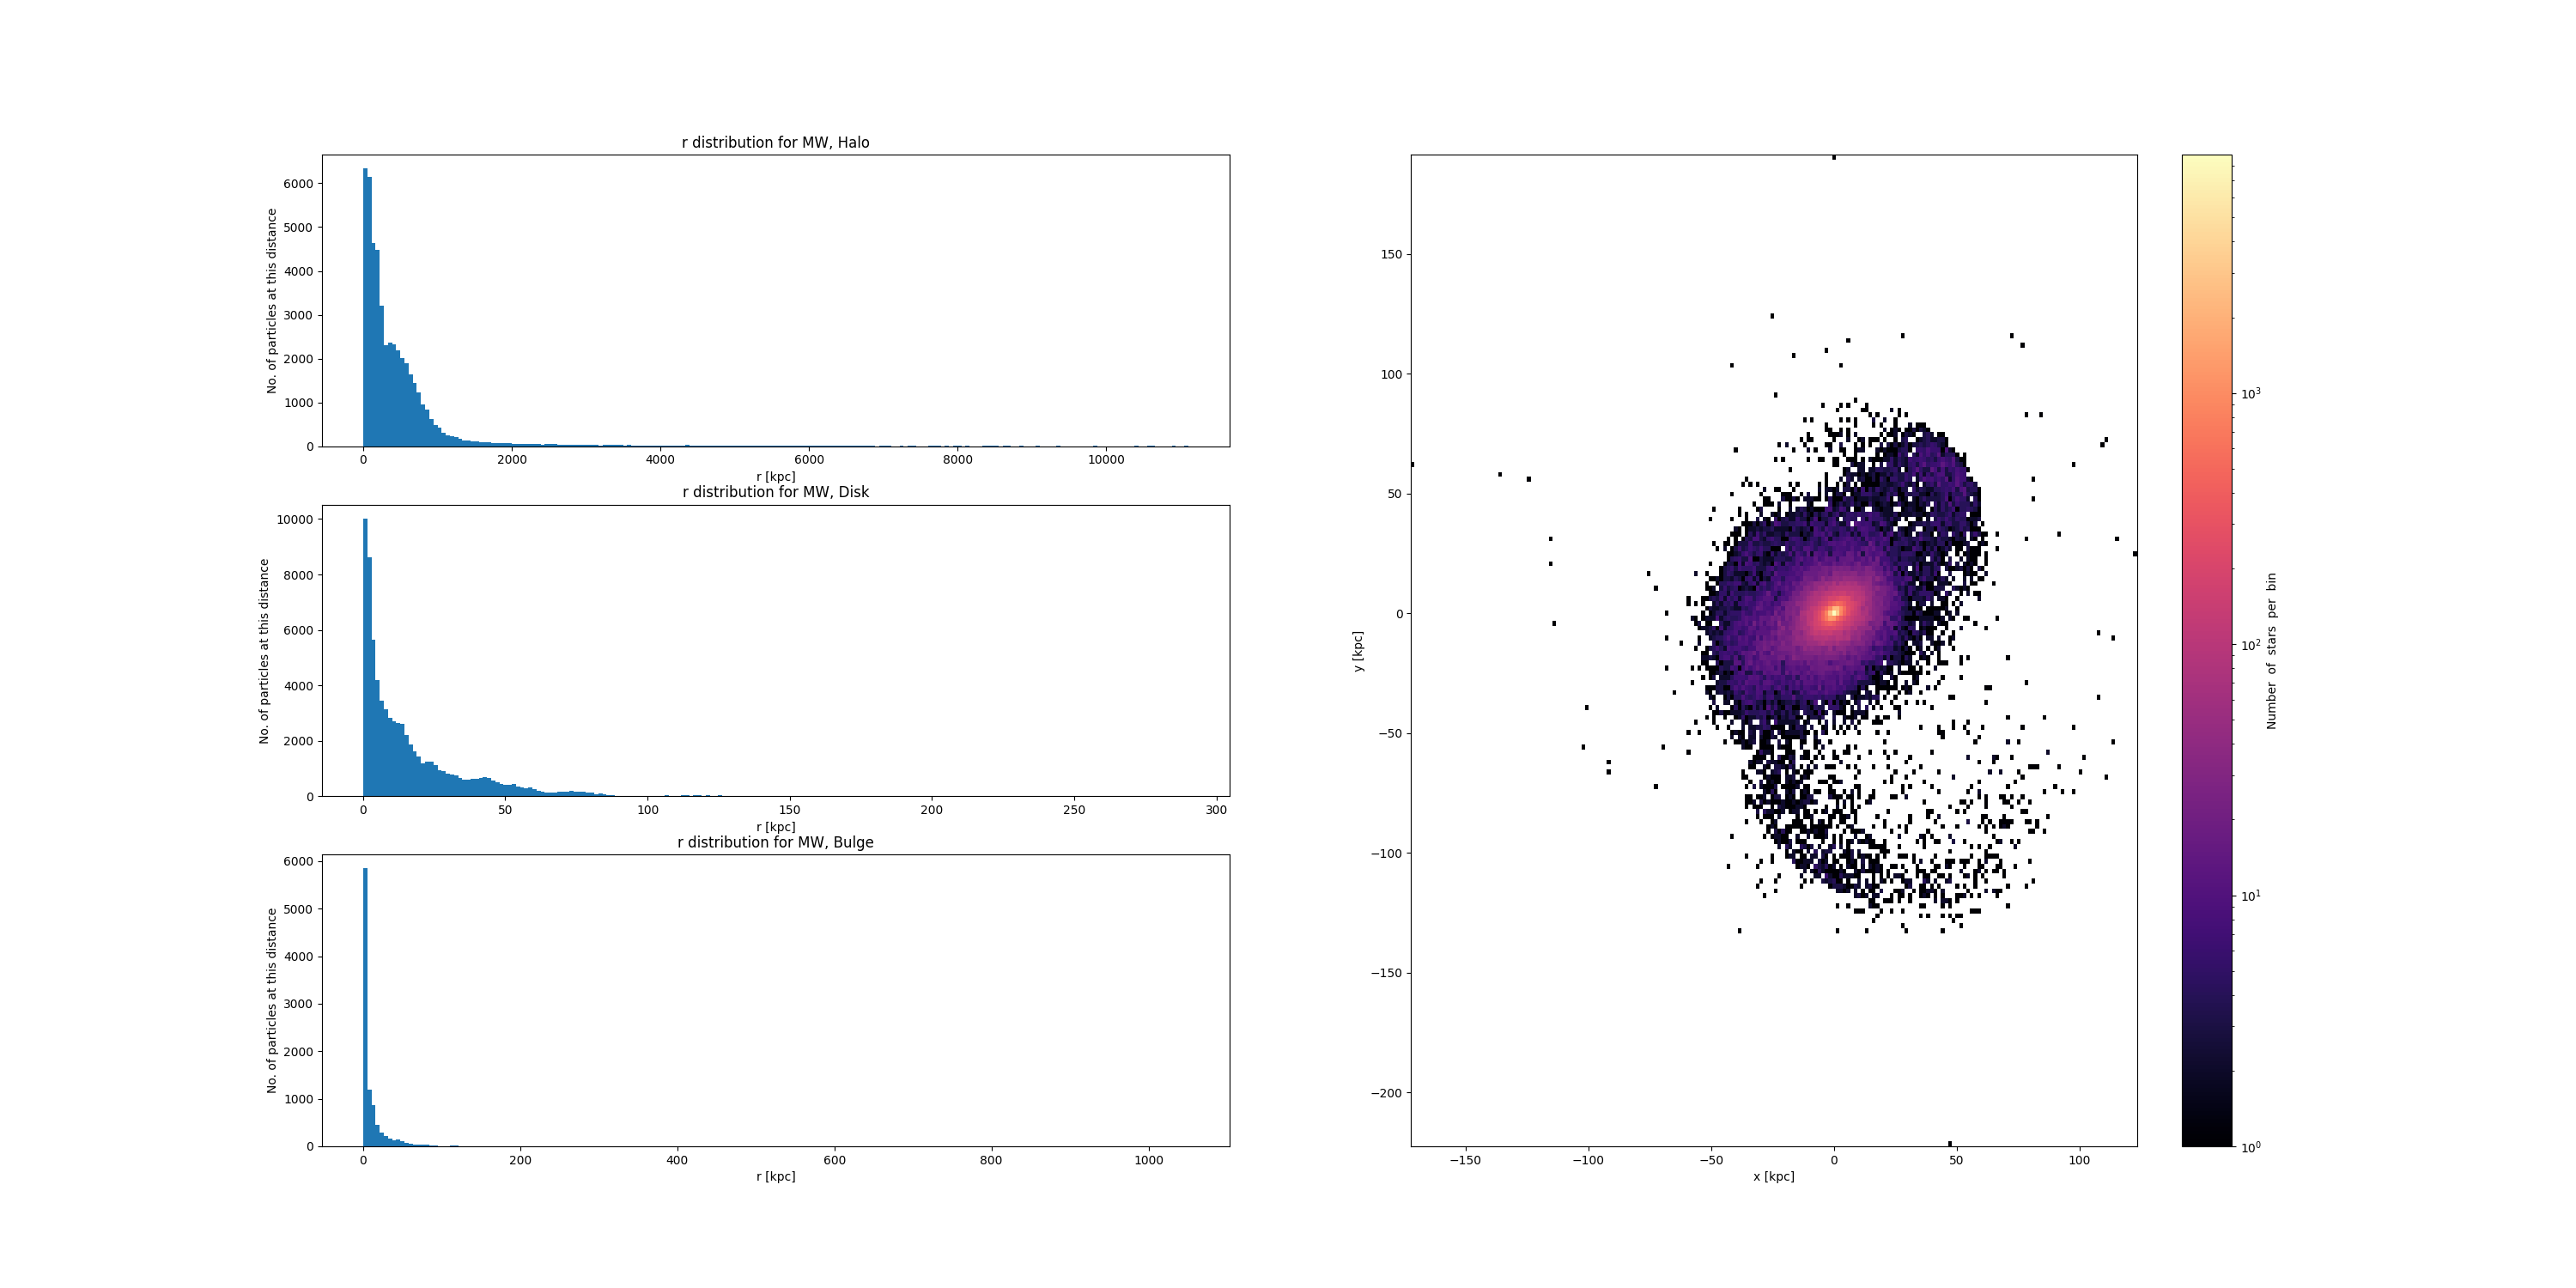 r distribution for MW, Halo
No. of particles at this distance
6000
5000
4000
3000
2000
1000
0
0 2000 4000 6000 8000 10000
r [kpc]
r distribution for MW, Disk
No. of particles at this distance
10000
8000
6000
4000
2000
0
0 50 100 150 200 250 300
r [kpc]
r distribution for MW, Bulge
No. of particles at this distance
6000
5000
4000
3000
2000
1000
0
0 200 400 600 800 1000
r [kpc]
y [kpc]
150
100
50
0
−50
−100
−150
−200
−150 −100 −50 0 50 100
x [kpc]
10³
10²
10¹
10⁰
Number of stars per bin